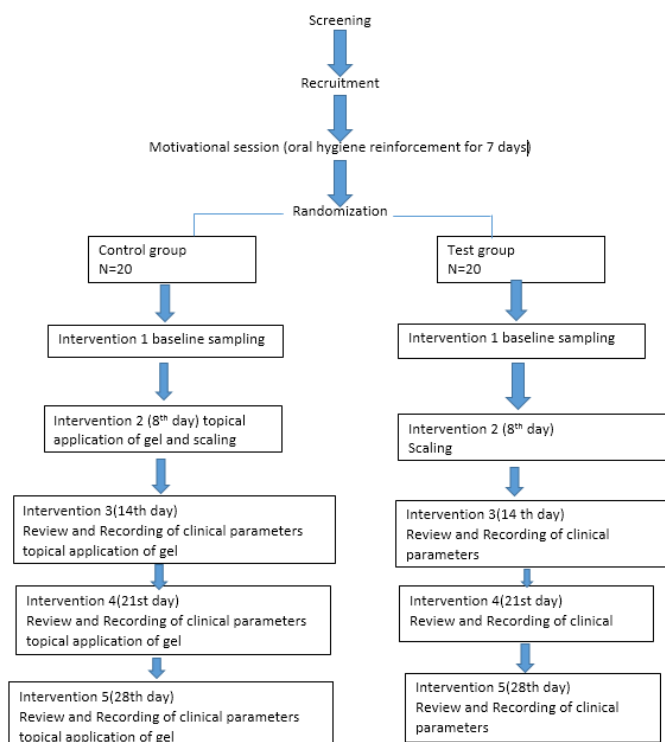 Screening
Recruitment
Motivational session (oral hygiene reinforcement for 7 days)
Randomization
Control group
N=20
Test group
N=20
Intervention 1 baseline sampling
Intervention 1 baseline sampling
Intervention 2 (8th day) topical
application of gel and scaling
Intervention 2 (8th day)
Scaling
Intervention 3(14th day)
Review and Recording of clinical parameters
topical application of gel
Intervention 3(14 th day)
Review and Recording of clinical
parameters
Intervention 4(21st day)
Review and Recording of clinical parameters
topical application of gel
Intervention 4(21st day)
Review and Recording of clinical
Intervention 5(28th day)
Review and Recording of clinical parameters
topical application of gel
Intervention 5(28th day)
Review and Recording of clinical
parameters